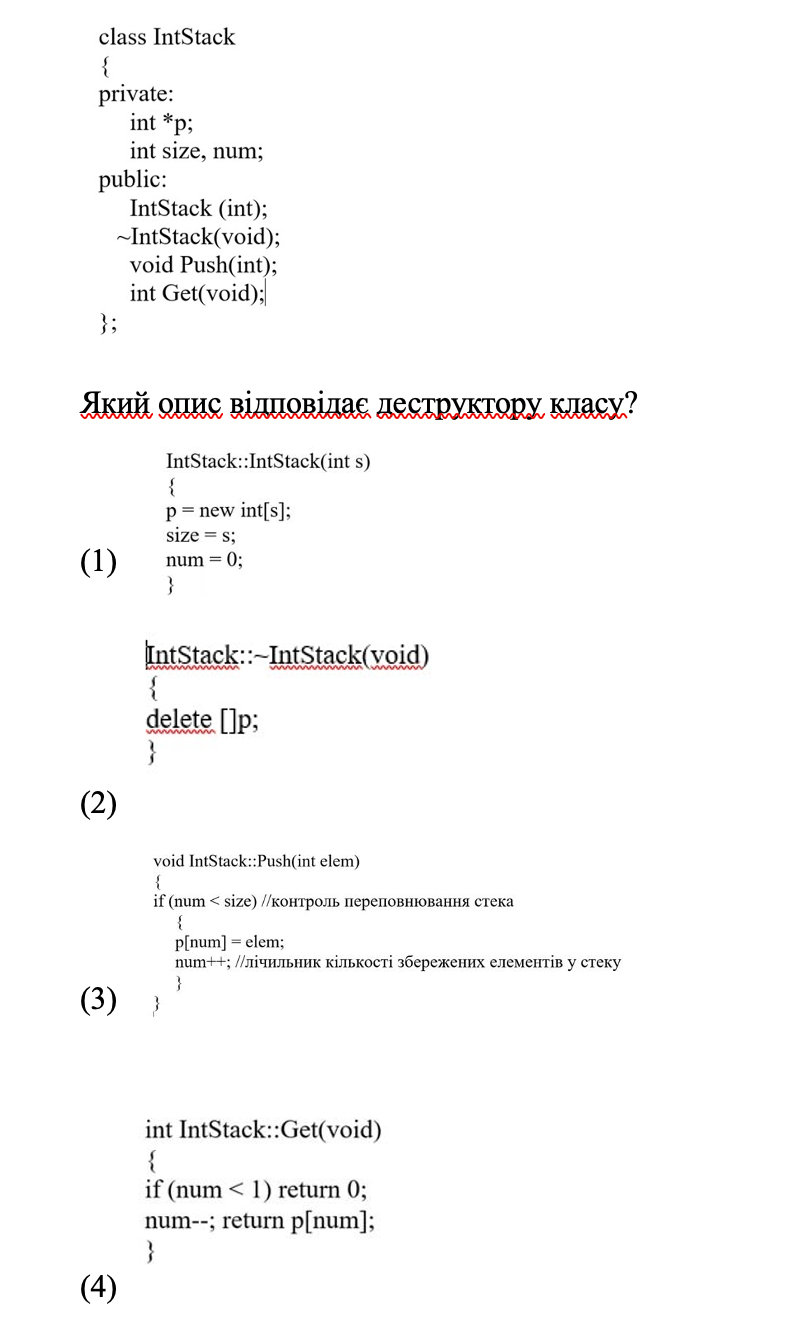 class IntStack
{
private:
int *p;
int size, num;
public:
IntStack (int);
~IntStack(void);
void Push(int);
int Get(void);
};
Який опис відповідає деструктору класу?
IntStack::IntStack(int s)
{
p = new int[s];
size = s;
(1) num = 0;
}
IntStack::~IntStack(void)
{
delete []p;
}
(2)
void IntStack::Push(int elem)
{
if (num < size) //контроль переповнювання стека
{
p[num] = elem;
num++; //лічильник кількості збережених елементів у стеку
}
(3) }
int IntStack::Get(void)
{
if (num < 1) return 0;
num--; return p[num];
}
(4)